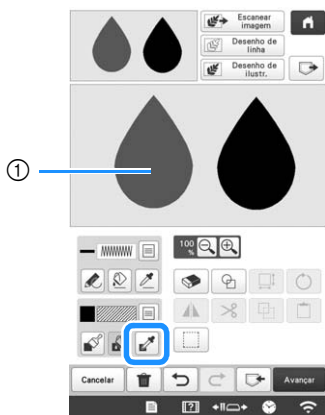 Escanear
imagem
Desenho de
linha
Desenho de
ilustr.
①
100
%
Cancelar
Avançar
?